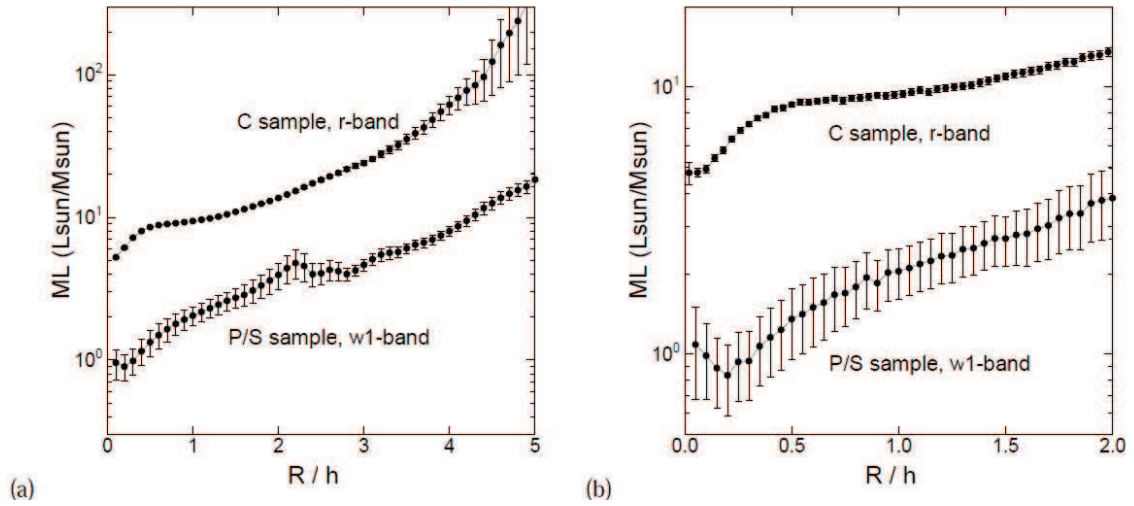 ML (Lsun/Msun)
10²
10¹
10⁰
C sample, r-band
P/S sample, w1-band
1 2 3 4 5
R / h
(a)
ML (Lsun/Msun)
10¹
10⁰
C sample, r-band
P/S sample, w1-band
0.0 0.5 1.0 1.5 2.0
R / h
(b)